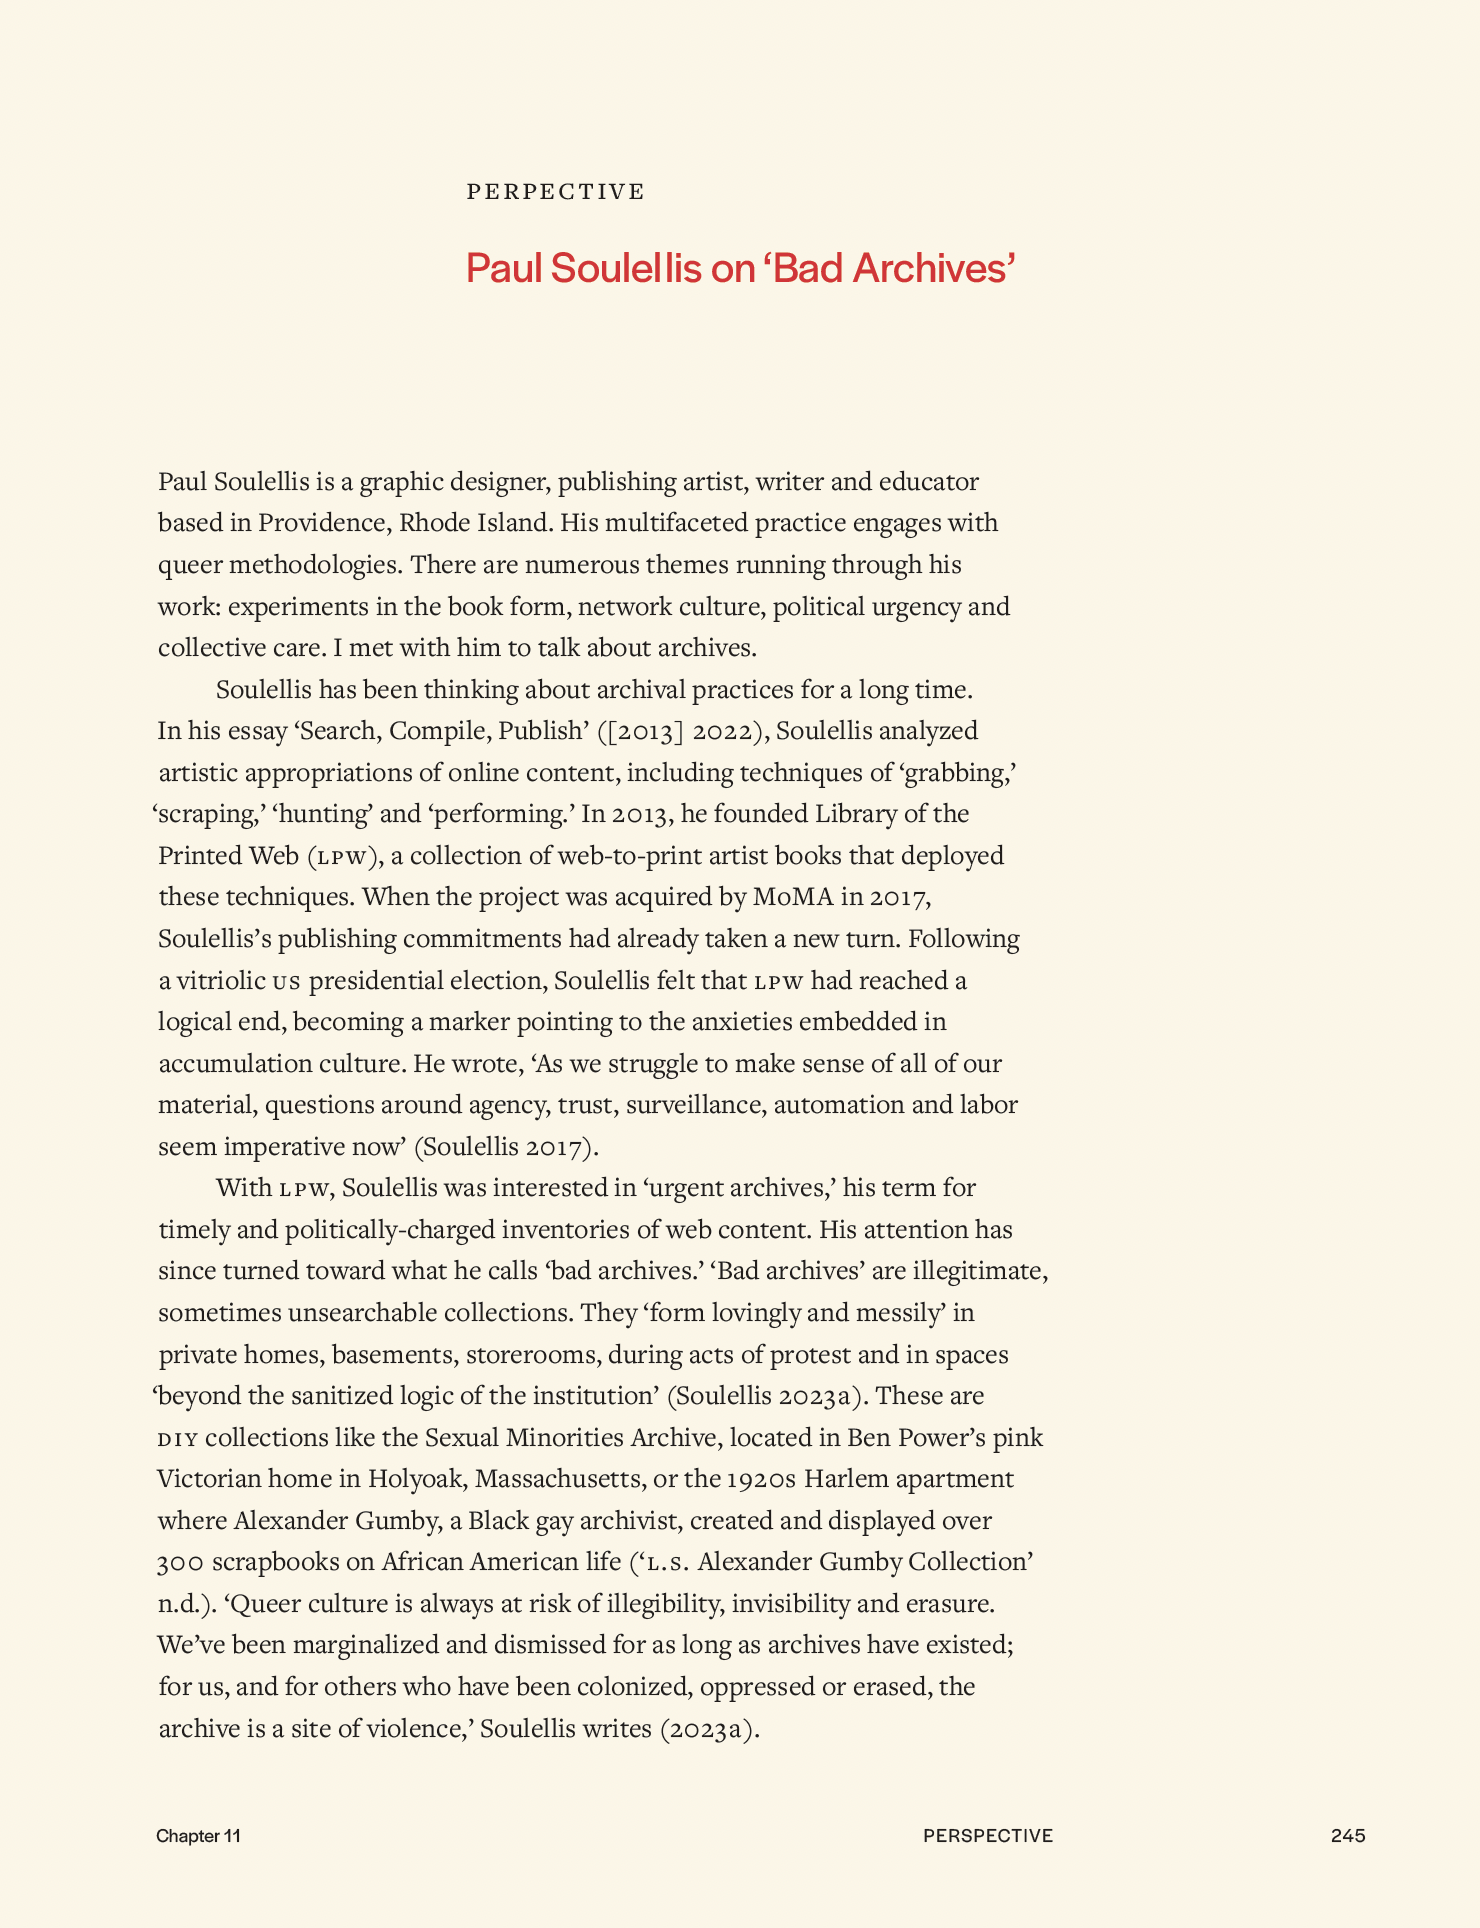 PERPECTIVE
Paul Soulellis on ‘Bad Archives’
Paul Soulellis is a graphic designer, publishing artist, writer and educator
based in Providence, Rhode Island. His multifaceted practice engages with
queer methodologies. There are numerous themes running through his
work: experiments in the book form, network culture, political urgency and
collective care. I met with him to talk about archives.
Soulellis has been thinking about archival practices for a long time.
In his essay ‘Search, Compile, Publish’ ([2013] 2022), Soulellis analyzed
artistic appropriations of online content, including techniques of ‘grabbing,’
‘scraping,’ ‘hunting’ and ‘performing.’ In 2013, he founded Library of the
Printed Web (LPW), a collection of web-to-print artist books that deployed
these techniques. When the project was acquired by MoMA in 2017,
Soulellis’s publishing commitments had already taken a new turn. Following
a vitriolic US presidential election, Soulellis felt that LPW had reached a
logical end, becoming a marker pointing to the anxieties embedded in
accumulation culture. He wrote, ‘As we struggle to make sense of all of our
material, questions around agency, trust, surveillance, automation and labor
seem imperative now’ (Soulellis 2017).
With LPW, Soulellis was interested in ‘urgent archives,’ his term for
timely and politically-charged inventories of web content. His attention has
since turned toward what he calls ‘bad archives.’ ‘Bad archives’ are illegitimate,
sometimes unsearchable collections. They ‘form lovingly and messily’ in
private homes, basements, storerooms, during acts of protest and in spaces
‘beyond the sanitized logic of the institution’ (Soulellis 2023a). These are
DIY collections like the Sexual Minorities Archive, located in Ben Power’s pink
Victorian home in Holyoak, Massachusetts, or the 1920s Harlem apartment
where Alexander Gumby, a Black gay archivist, created and displayed over
300 scrapbooks on African American life (‘L.S. Alexander Gumby Collection’
n.d.). ‘Queer culture is always at risk of illegibility, invisibility and erasure.
We’ve been marginalized and dismissed for as long as archives have existed;
for us, and for others who have been colonized, oppressed or erased, the
archive is a site of violence,’ Soulellis writes (2023a).
Chapter 11 PERSPECTIVE 245